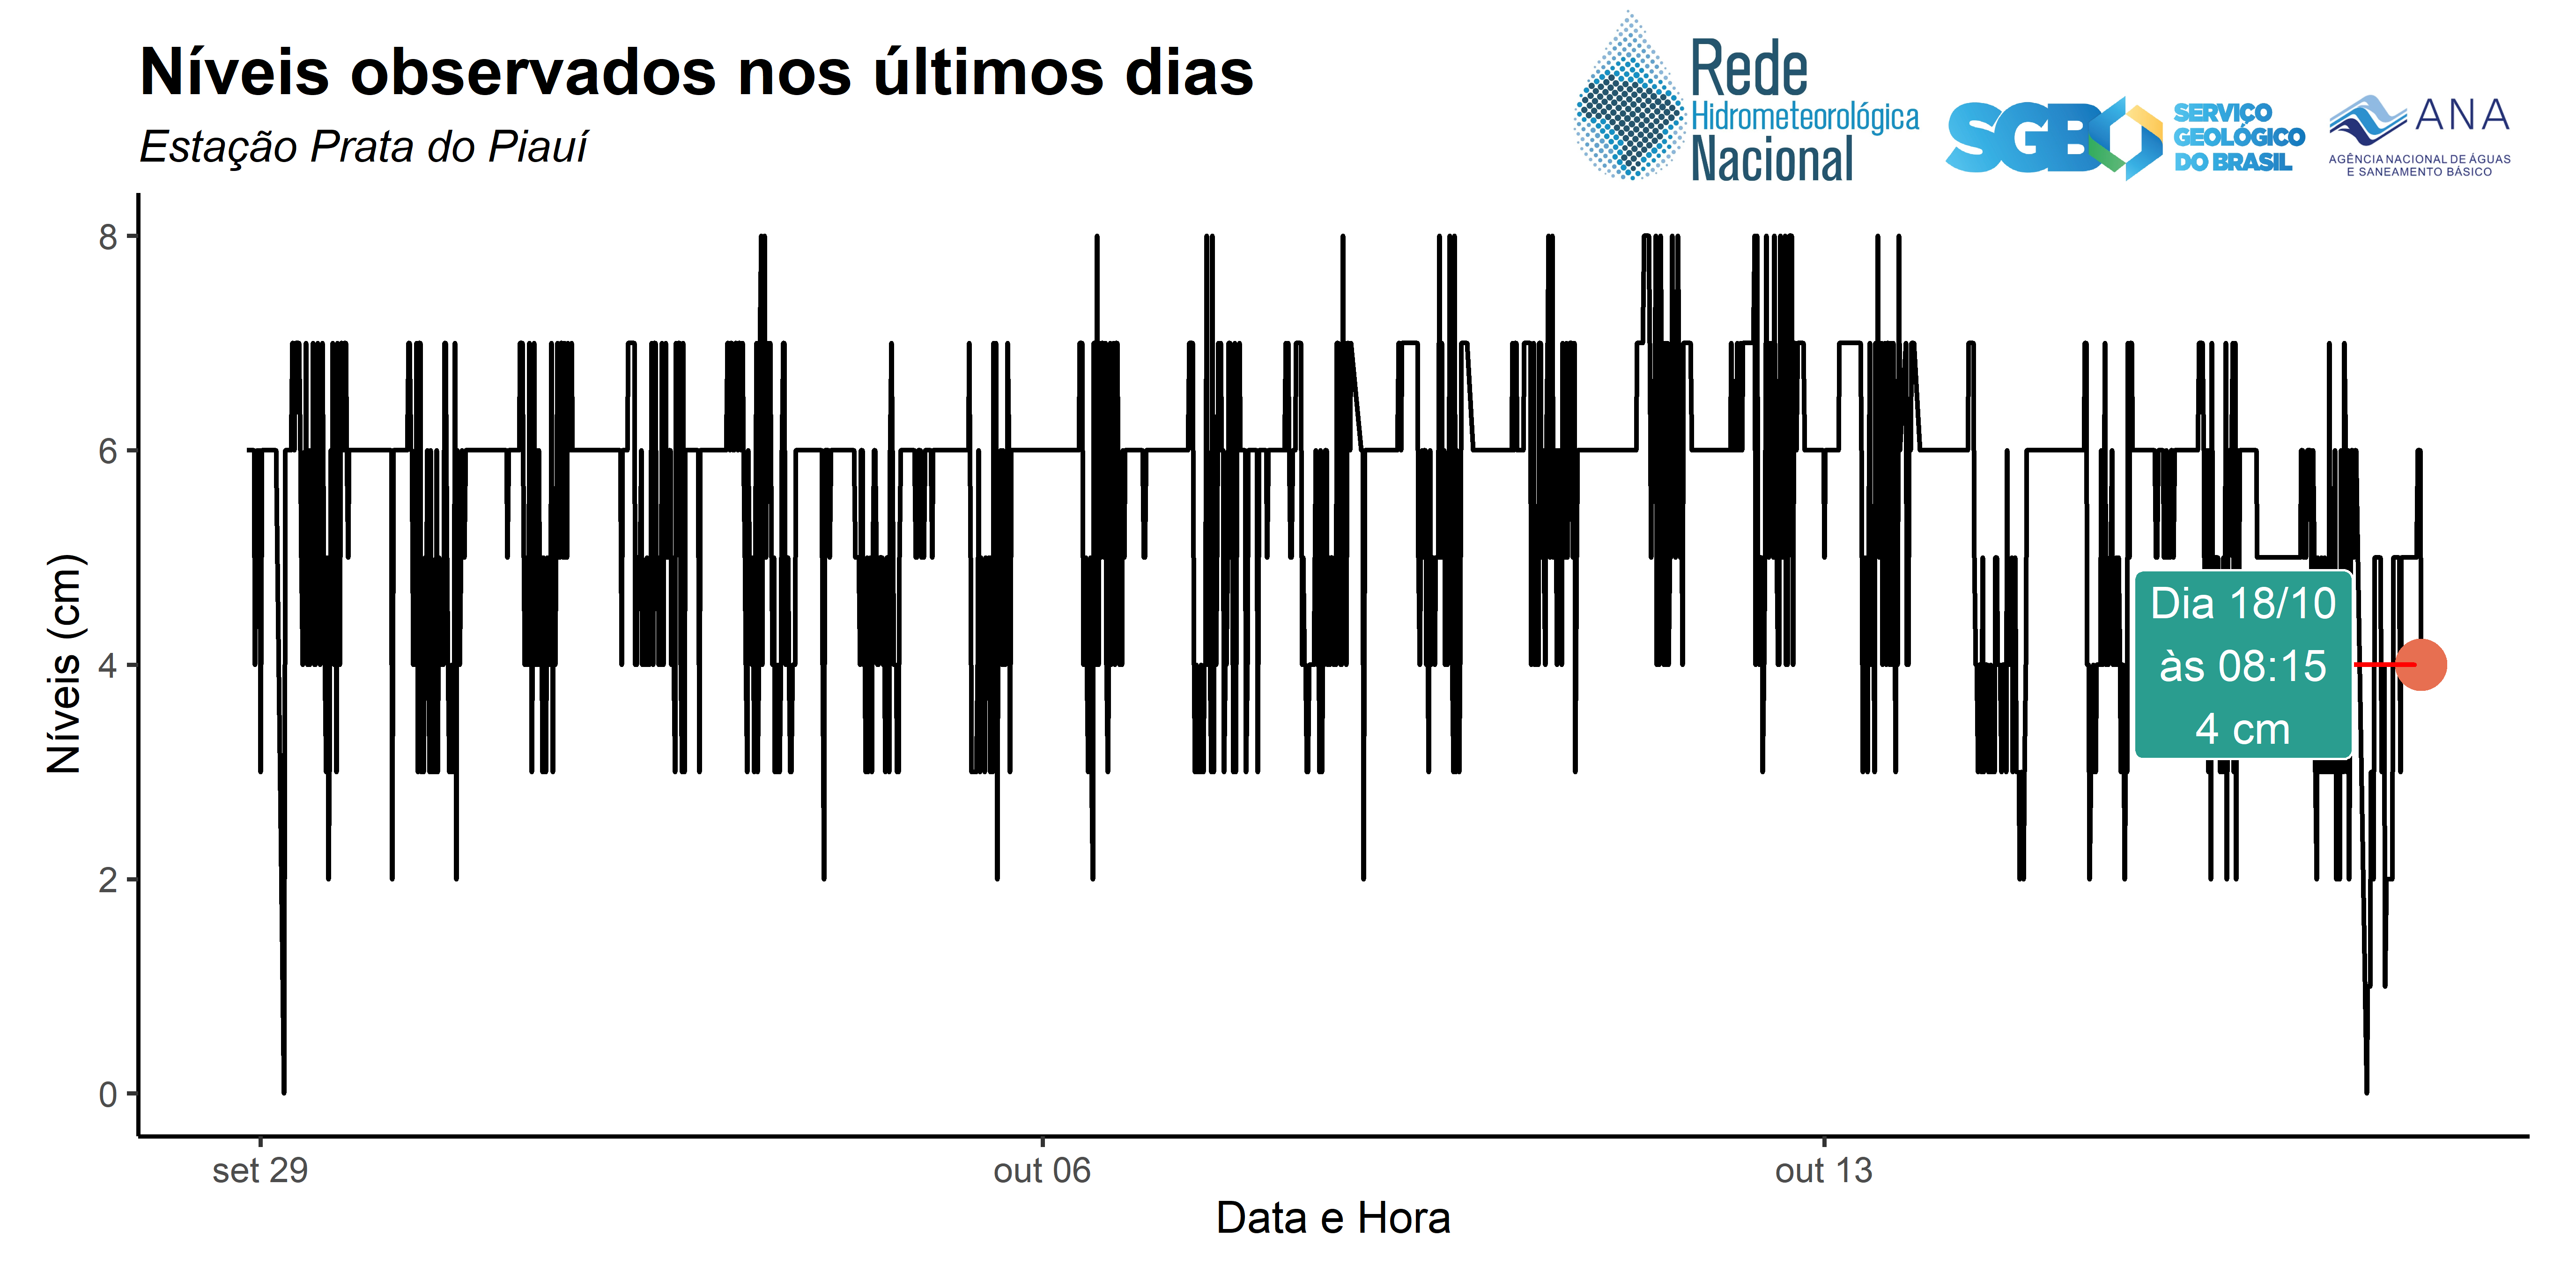 Níveis observados nos últimos dias
Estação Prata do Piauí
Rede
Hidrometeorológica
Nacional
SGB
SERVIÇO
GEOLÓGICO
DO BRASIL
ANA
AGÊNCIA NACIONAL DE ÁGUAS
E SANEAMENTO BÁSICO
Níveis (cm)
8
6
4
2
0
Dia 18/10
às 08:15
4 cm
set 29
out 06
out 13
Data e Hora